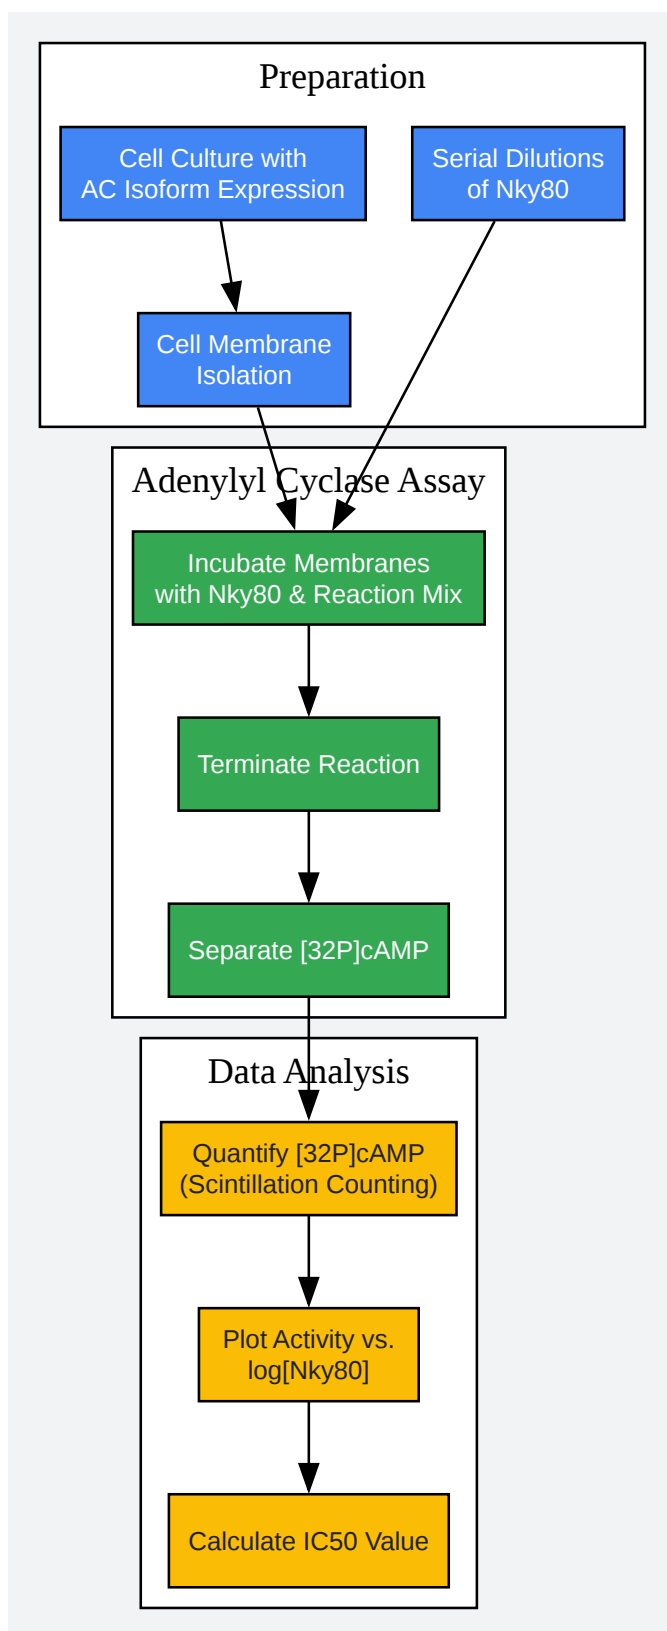 Preparation
Cell Culture with
AC Isoform Expression
Serial Dilutions
of Nky80
Cell Membrane
Isolation
Adenylyl Cyclase Assay
Incubate Membranes
with Nky80 & Reaction Mix
Terminate Reaction
Separate [32P]cAMP
Data Analysis
Quantify [32P]cAMP
(Scintillation Counting)
Plot Activity vs.
log[Nky80]
Calculate IC50 Value